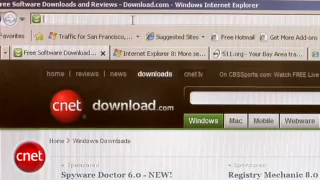 Free Software Downloads and Reviews - Download.com - Windows Internet Explorer
Favorites Traffic for San Francisco,... Suggested Sites Free Hotmail Get More Add-ons
Free Software Downloads... Internet Explorer 8: More se... 511.org - Your Bay Area tra...
home | reviews | news downloads cnet tv On CBSSports.com: Watch FREE
cnet download.com
Windows Mac Mobile Webware
Home > Windows Downloads
cnet
Sponsored Sponsored
Spyware Doctor 6.0 - NEW! Registry Mechanic 8.0